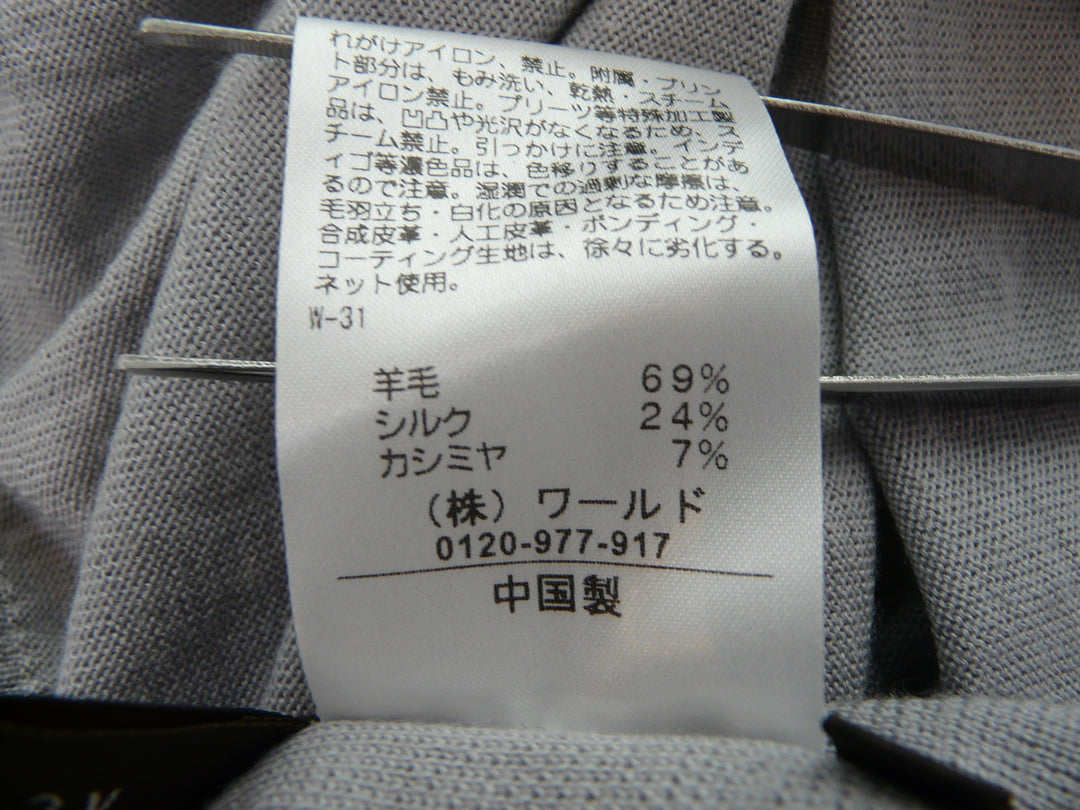 れがけアイロン、禁止。附属・プリン
ト部分は、もみ洗い、乾熱・スチーム
アイロン禁止。プリーツ等特殊加工製
品は、凹凸や光沢がなくなるため、ス
チーム禁止。引っかけに注意。インデ
ィゴ等濃色品は、色移りすることがあ
るので注意。湿潤での過剰な摩擦は、
毛羽立ち・白化の原因となるため注意。
合成皮革・人工皮革・ボンディング・
コーティング生地は、徐々に劣化する。
ネット使用。
W-31
羊毛 69%
シルク 24%
カシミヤ 7%
(株) ワールド
0120-977-917
中国製